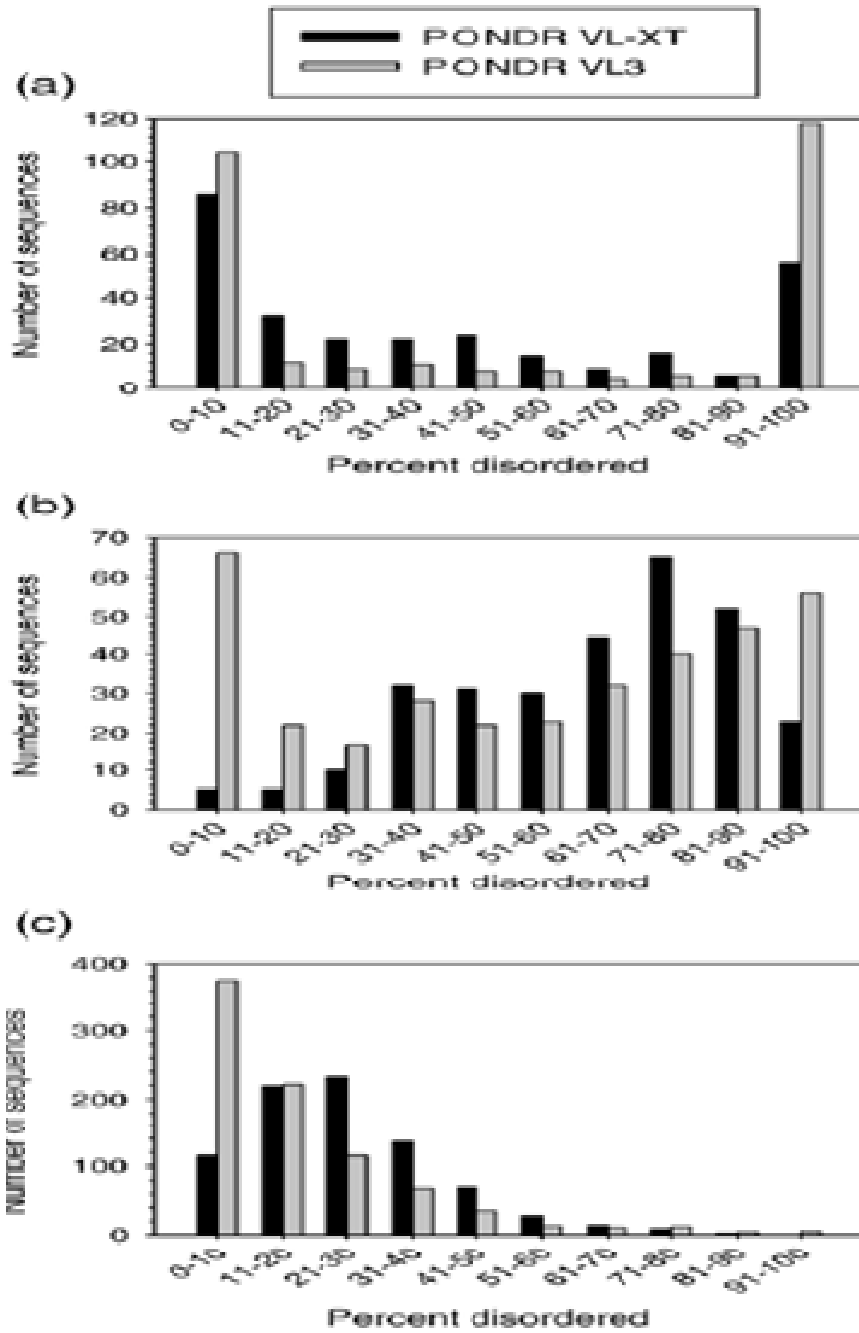 PONDR VL-XT
PONDR VL3
(a)
120
100
80
60
40
20
0
Number of sequences
0-10 11-20 21-30 31-40 41-50 51-60 61-70 71-80 81-90 91-100
Percent disordered
(b)
70
60
50
40
30
20
10
0
Number of sequences
0-10 11-20 21-30 31-40 41-50 51-60 61-70 71-80 81-90 91-100
Percent disordered
(c)
400
300
200
100
0
Number of sequences
0-10 11-20 21-30 31-40 41-50 51-60 61-70 71-80 81-90 91-100
Percent disordered